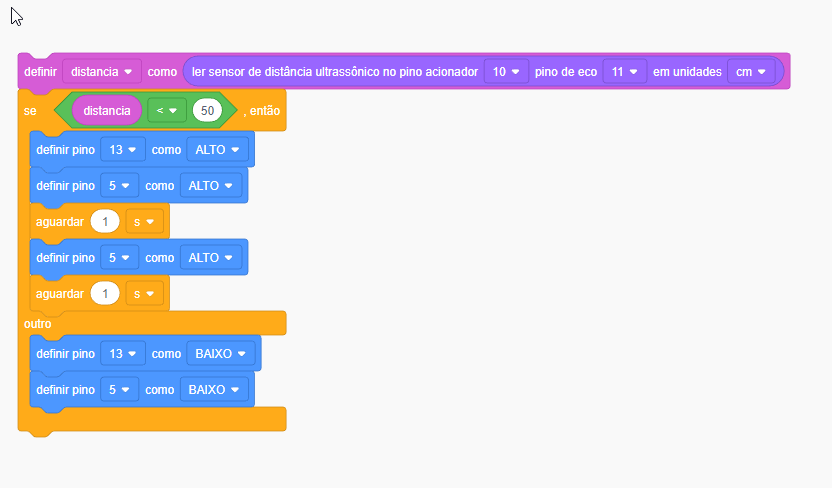 definir distancia como ler sensor de distância ultrassônico no pino acionador 10 pino de eco 11 em unidades cm
se distancia < 50 , então
definir pino 13 como ALTO
definir pino 5 como ALTO
aguardar 1 s
definir pino 5 como ALTO
aguardar 1 s
outro
definir pino 13 como BAIXO
definir pino 5 como BAIXO